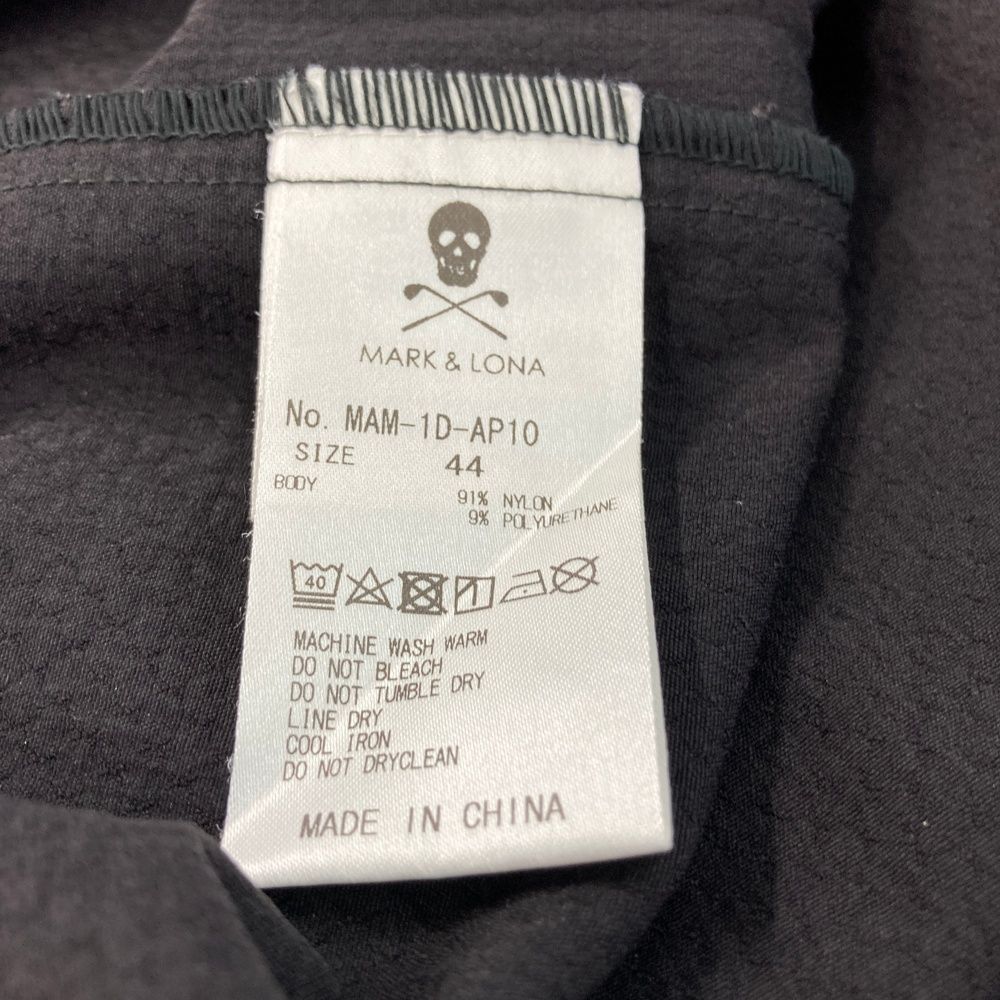 MARK & LONA
No. MAM-1D-AP10
SIZE 44
BODY 91% NYLON
9% POLYURETHANE
40
MACHINE WASH WARM
DO NOT BLEACH
DO NOT TUMBLE DRY
LINE DRY
COOL IRON
DO NOT DRYCLEAN
MADE IN CHINA